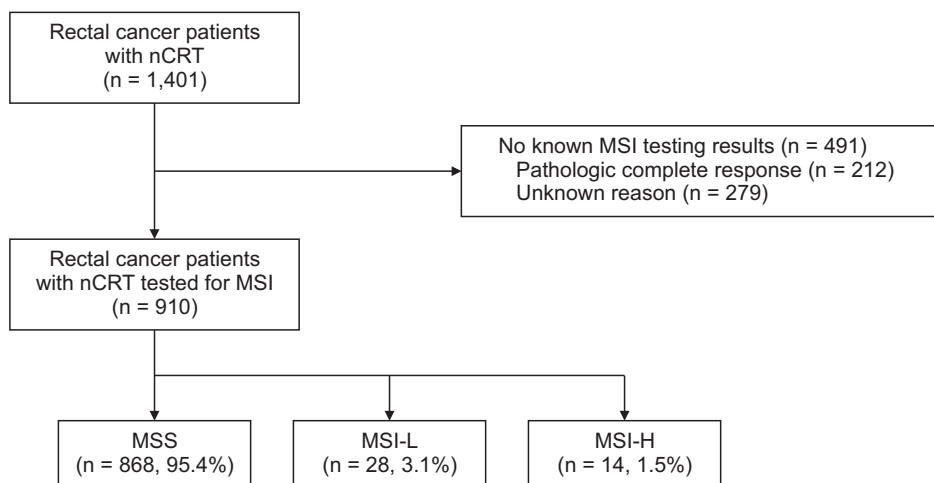 Rectal cancer patients
with nCRT
(n = 1,401)
No known MSI testing results (n = 491)
Pathologic complete response (n = 212)
Unknown reason (n = 279)
Rectal cancer patients
with nCRT tested for MSI
(n = 910)
MSS
(n = 868, 95.4%)
MSI-L
(n = 28, 3.1%)
MSI-H
(n = 14, 1.5%)